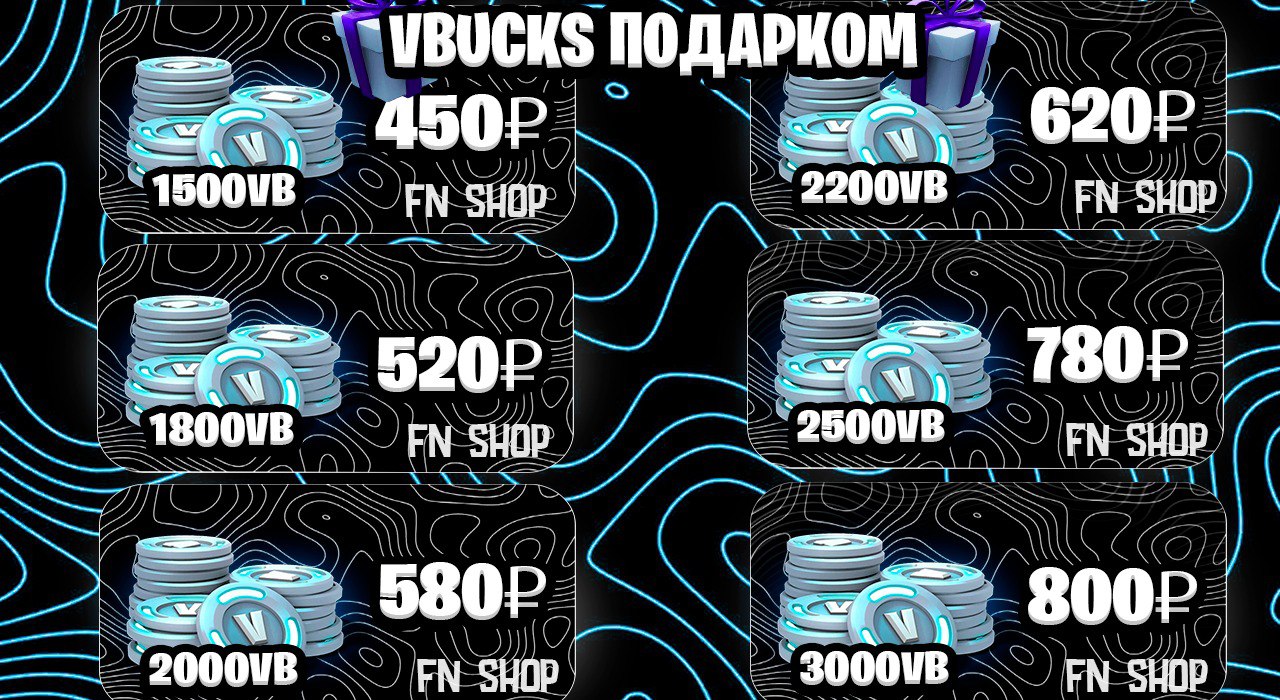 VBUCKS ПОДАРКОМ
450₽
1500VB
FN SHOP
620₽
2200VB
FN SHOP
520₽
1800VB
FN SHOP
780₽
2500VB
FN SHOP
580₽
2000VB
FN SHOP
800₽
3000VB
FN SHOP